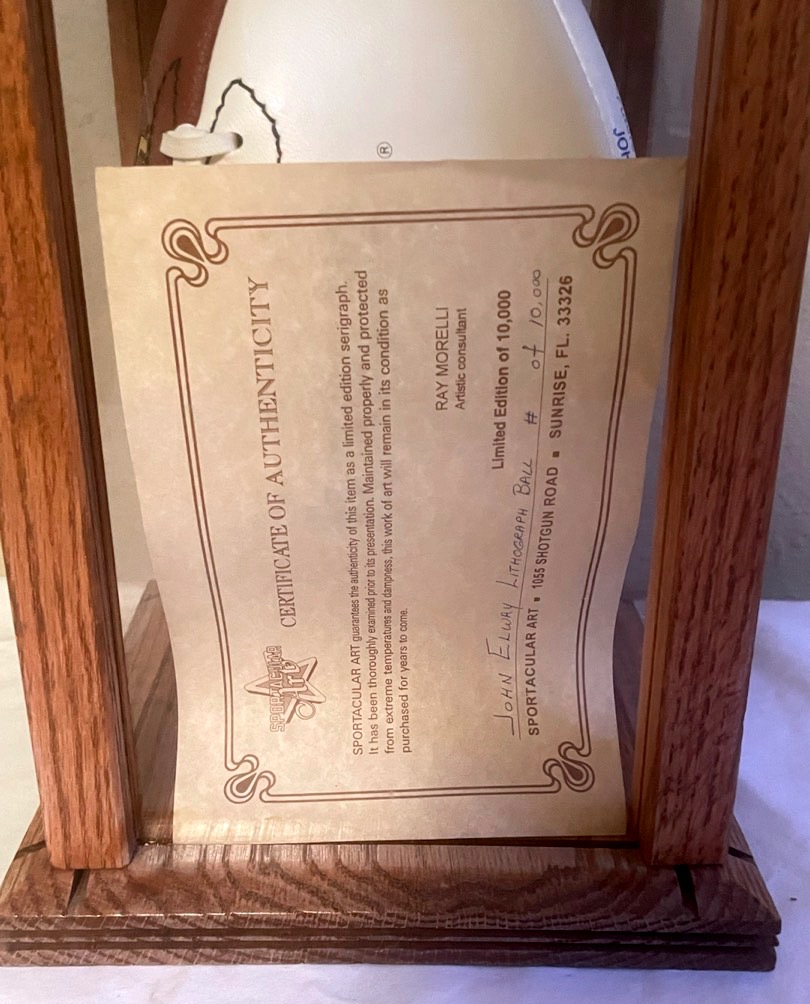 ®
JOH
SPORTACULAR
Art
CERTIFICATE OF AUTHENTICITY
SPORTACULAR ART guarantees the authenticity of this item as a limited edition serigraph.
It has been thoroughly examined prior to its presentation. Maintained properly and protected
from extreme temperatures and dampness, this work of art will remain in its condition as
purchased for years to come.
RAY MORELLI
Artistic consultant
Limited Edition of 10,000
JOHN ELWAY LITHOGRAPH BALL # of 10,000
SPORTACULAR ART ■ 1055 SHOTGUN ROAD ■ SUNRISE, FL. 33326